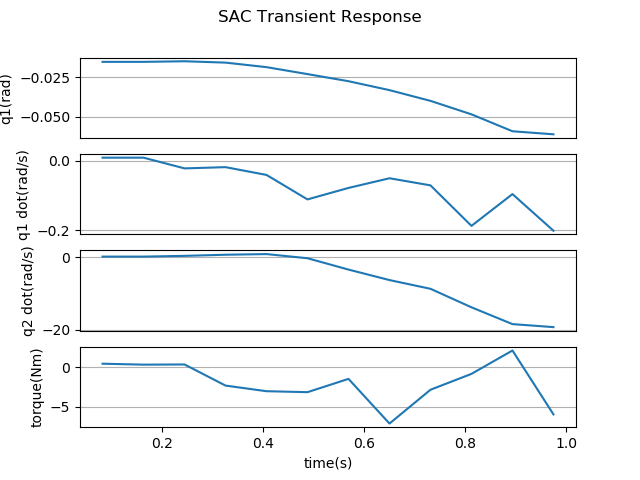 SAC Transient Response
q1(rad)
−0.025
−0.050
q1 dot(rad/s)
0.0
−0.2
q2 dot(rad/s)
0
−20
torque(Nm)
0
−5
0.2 0.4 0.6 0.8 1.0
time(s)